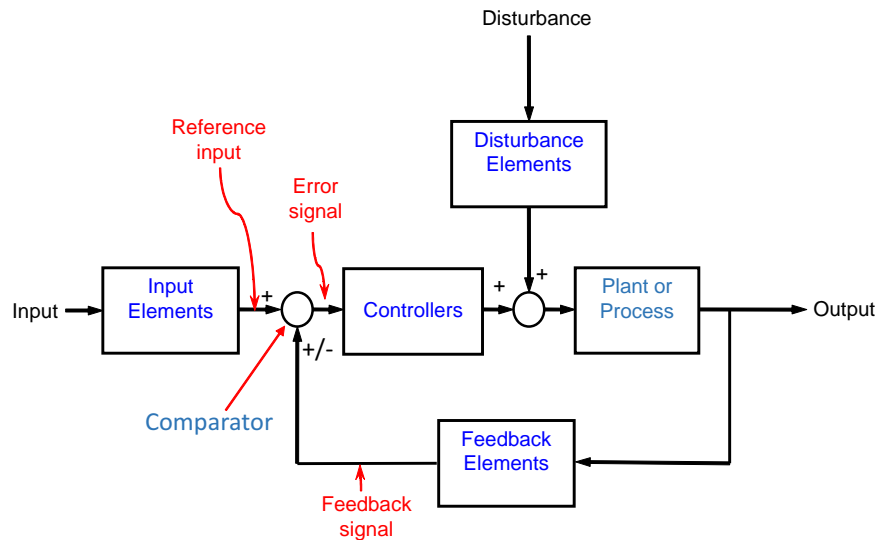 Disturbance
Disturbance
Elements
Reference
input
Error
signal
Input
Input
Elements
+
Controllers
+
+
Plant or
Process
Output
+/-
Comparator
Feedback
Elements
Feedback
signal